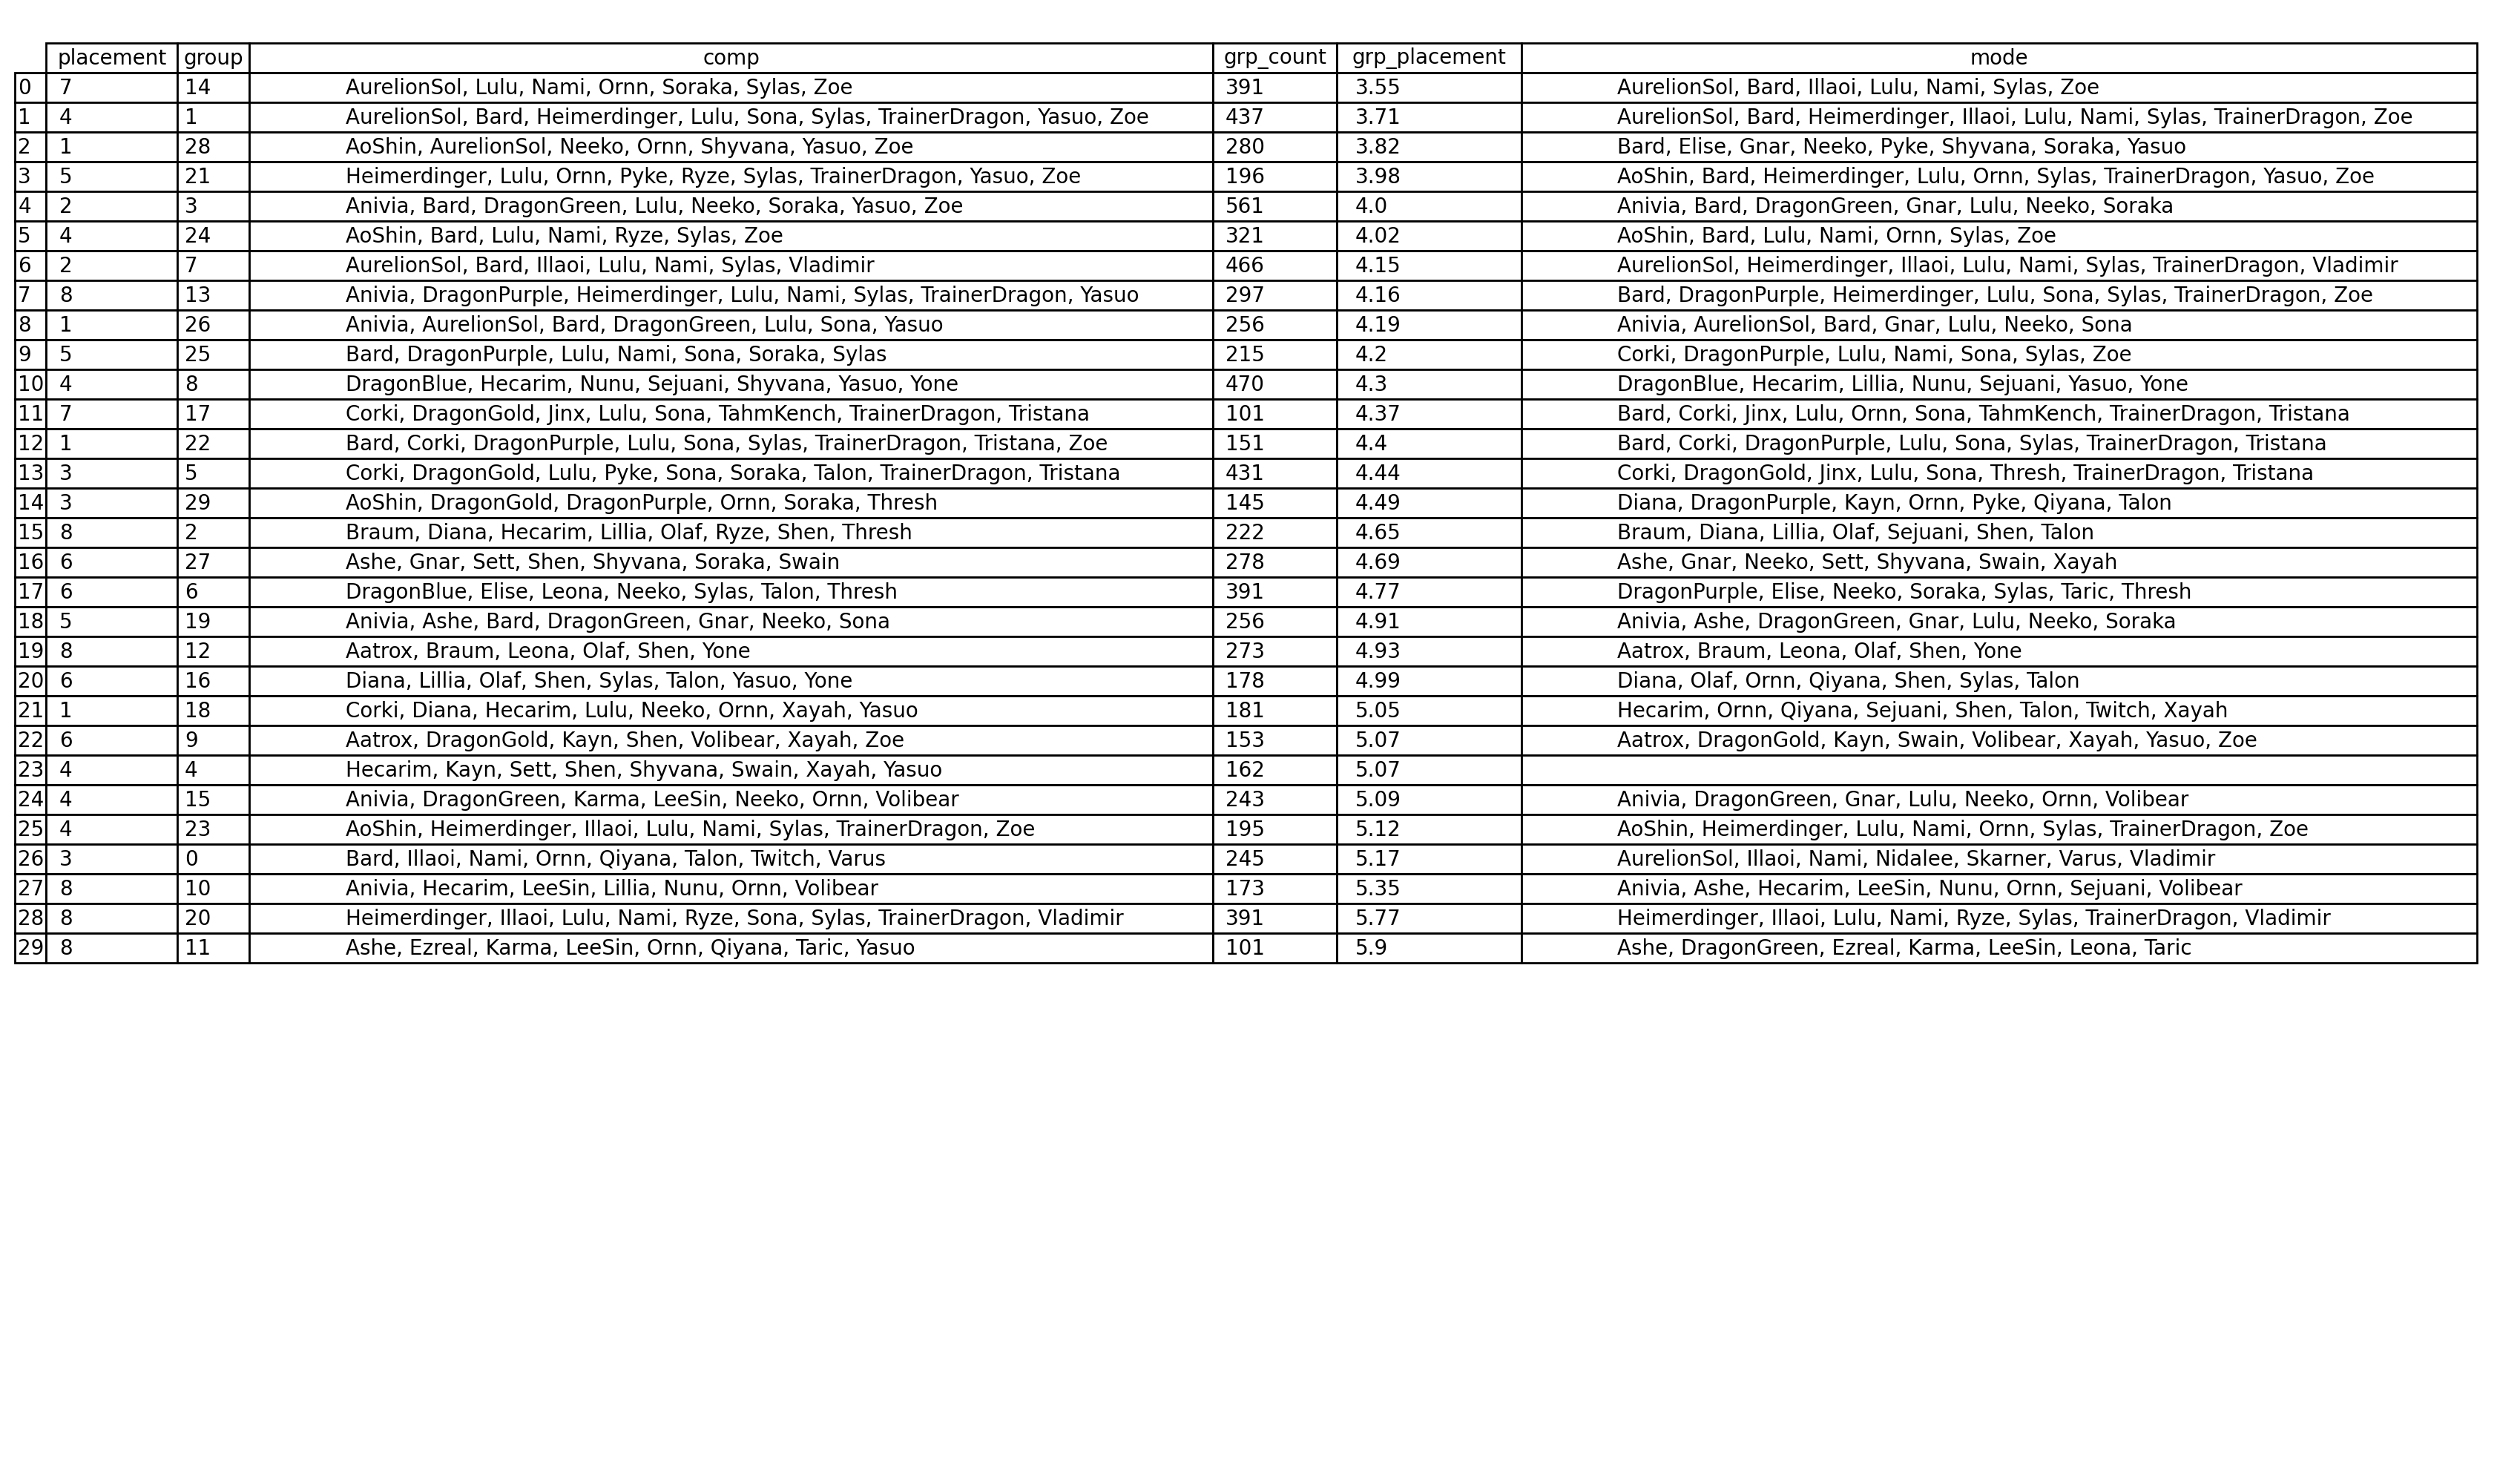 placement group comp grp_count grp_placement mode
0 7 14 AurelionSol, Lulu, Nami, Ornn, Soraka, Sylas, Zoe 391 3.55 AurelionSol, Bard, Illaoi, Lulu, Nami, Sylas, Zoe
1 4 1 AurelionSol, Bard, Heimerdinger, Lulu, Sona, Sylas, TrainerDragon, Yasuo, Zoe 437 3.71 AurelionSol, Bard, Heimerdinger, Illaoi, Lulu, Nami, Sylas, TrainerDragon, Zoe
2 1 28 AoShin, AurelionSol, Neeko, Ornn, Shyvana, Yasuo, Zoe 280 3.82 Bard, Elise, Gnar, Neeko, Pyke, Shyvana, Soraka, Yasuo
3 5 21 Heimerdinger, Lulu, Ornn, Pyke, Ryze, Sylas, TrainerDragon, Yasuo, Zoe 196 3.98 AoShin, Bard, Heimerdinger, Lulu, Ornn, Sylas, TrainerDragon, Yasuo, Zoe
4 2 3 Anivia, Bard, DragonGreen, Lulu, Neeko, Soraka, Yasuo, Zoe 561 4.0 Anivia, Bard, DragonGreen, Gnar, Lulu, Neeko, Soraka
5 4 24 AoShin, Bard, Lulu, Nami, Ryze, Sylas, Zoe 321 4.02 AoShin, Bard, Lulu, Nami, Ornn, Sylas, Zoe
6 2 7 AurelionSol, Bard, Illaoi, Lulu, Nami, Sylas, Vladimir 466 4.15 AurelionSol, Heimerdinger, Illaoi, Lulu, Nami, Sylas, TrainerDragon, Vladimir
7 8 13 Anivia, DragonPurple, Heimerdinger, Lulu, Nami, Sylas, TrainerDragon, Yasuo 297 4.16 Bard, DragonPurple, Heimerdinger, Lulu, Sona, Sylas, TrainerDragon, Zoe
8 1 26 Anivia, AurelionSol, Bard, DragonGreen, Lulu, Sona, Yasuo 256 4.19 Anivia, AurelionSol, Bard, Gnar, Lulu, Neeko, Sona
9 5 25 Bard, DragonPurple, Lulu, Nami, Sona, Soraka, Sylas 215 4.2 Corki, DragonPurple, Lulu, Nami, Sona, Sylas, Zoe
10 4 8 DragonBlue, Hecarim, Nunu, Sejuani, Shyvana, Yasuo, Yone 470 4.3 DragonBlue, Hecarim, Lillia, Nunu, Sejuani, Yasuo, Yone
11 7 17 Corki, DragonGold, Jinx, Lulu, Sona, TahmKench, TrainerDragon, Tristana 101 4.37 Bard, Corki, Jinx, Lulu, Ornn, Sona, TahmKench, TrainerDragon, Tristana
12 1 22 Bard, Corki, DragonPurple, Lulu, Sona, Sylas, TrainerDragon, Tristana, Zoe 151 4.4 Bard, Corki, DragonPurple, Lulu, Sona, Sylas, TrainerDragon, Tristana
13 3 5 Corki, DragonGold, Lulu, Pyke, Sona, Soraka, Talon, TrainerDragon, Tristana 431 4.44 Corki, DragonGold, Jinx, Lulu, Sona, Thresh, TrainerDragon, Tristana
14 3 29 AoShin, DragonGold, DragonPurple, Ornn, Soraka, Thresh 145 4.49 Diana, DragonPurple, Kayn, Ornn, Pyke, Qiyana, Talon
15 8 2 Braum, Diana, Hecarim, Lillia, Olaf, Ryze, Shen, Thresh 222 4.65 Braum, Diana, Lillia, Olaf, Sejuani, Shen, Talon
16 6 27 Ashe, Gnar, Sett, Shen, Shyvana, Soraka, Swain 278 4.69 Ashe, Gnar, Neeko, Sett, Shyvana, Swain, Xayah
17 6 6 DragonBlue, Elise, Leona, Neeko, Sylas, Talon, Thresh 391 4.77 DragonPurple, Elise, Neeko, Soraka, Sylas, Taric, Thresh
18 5 19 Anivia, Ashe, Bard, DragonGreen, Gnar, Neeko, Sona 256 4.91 Anivia, Ashe, DragonGreen, Gnar, Lulu, Neeko, Soraka
19 8 12 Aatrox, Braum, Leona, Olaf, Shen, Yone 273 4.93 Aatrox, Braum, Leona, Olaf, Shen, Yone
20 6 16 Diana, Lillia, Olaf, Shen, Sylas, Talon, Yasuo, Yone 178 4.99 Diana, Olaf, Ornn, Qiyana, Shen, Sylas, Talon
21 1 18 Corki, Diana, Hecarim, Lulu, Neeko, Ornn, Xayah, Yasuo 181 5.05 Hecarim, Ornn, Qiyana, Sejuani, Shen, Talon, Twitch, Xayah
22 6 9 Aatrox, DragonGold, Kayn, Shen, Volibear, Xayah, Zoe 153 5.07 Aatrox, DragonGold, Kayn, Swain, Volibear, Xayah, Yasuo, Zoe
23 4 4 Hecarim, Kayn, Sett, Shen, Shyvana, Swain, Xayah, Yasuo 162 5.07
24 4 15 Anivia, DragonGreen, Karma, LeeSin, Neeko, Ornn, Volibear 243 5.09 Anivia, DragonGreen, Gnar, Lulu, Neeko, Ornn, Volibear
25 4 23 AoShin, Heimerdinger, Illaoi, Lulu, Nami, Sylas, TrainerDragon, Zoe 195 5.12 AoShin, Heimerdinger, Lulu, Nami, Ornn, Sylas, TrainerDragon, Zoe
26 3 0 Bard, Illaoi, Nami, Ornn, Qiyana, Talon, Twitch, Varus 245 5.17 AurelionSol, Illaoi, Nami, Nidalee, Skarner, Varus, Vladimir
27 8 10 Anivia, Hecarim, LeeSin, Lillia, Nunu, Ornn, Volibear 173 5.35 Anivia, Ashe, Hecarim, LeeSin, Nunu, Ornn, Sejuani, Volibear
28 8 20 Heimerdinger, Illaoi, Lulu, Nami, Ryze, Sona, Sylas, TrainerDragon, Vladimir 391 5.77 Heimerdinger, Illaoi, Lulu, Nami, Ryze, Sylas, TrainerDragon, Vladimir
29 8 11 Ashe, Ezreal, Karma, LeeSin, Ornn, Qiyana, Taric, Yasuo 101 5.9 Ashe, DragonGreen, Ezreal, Karma, LeeSin, Leona, Taric